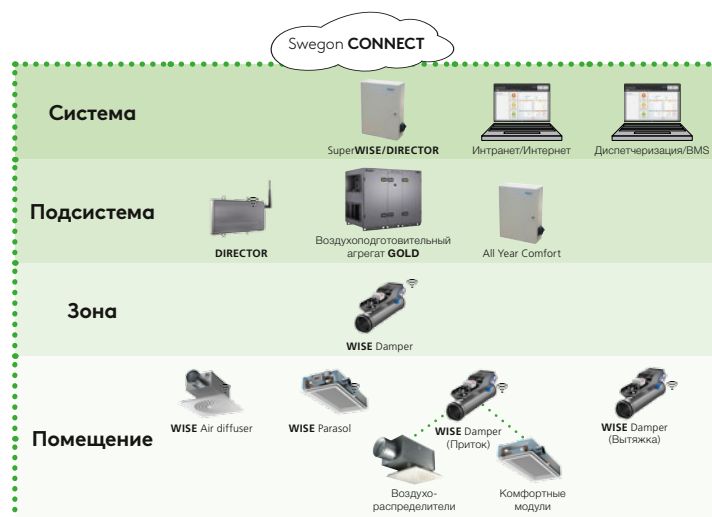 Swegon CONNECT
Система
SuperWISE/DIRECTOR
Интранет/Интернет
Диспетчеризация/BMS
Подсистема
DIRECTOR
Воздухоподготовительный
агрегат GOLD
All Year Comfort
Зона
WISE Damper
Помещение
WISE Air diffuser
WISE Parasol
WISE Damper
(Приток)
WISE Damper
(Вытяжка)
Воздухо-
распределители
Комфортные
модули